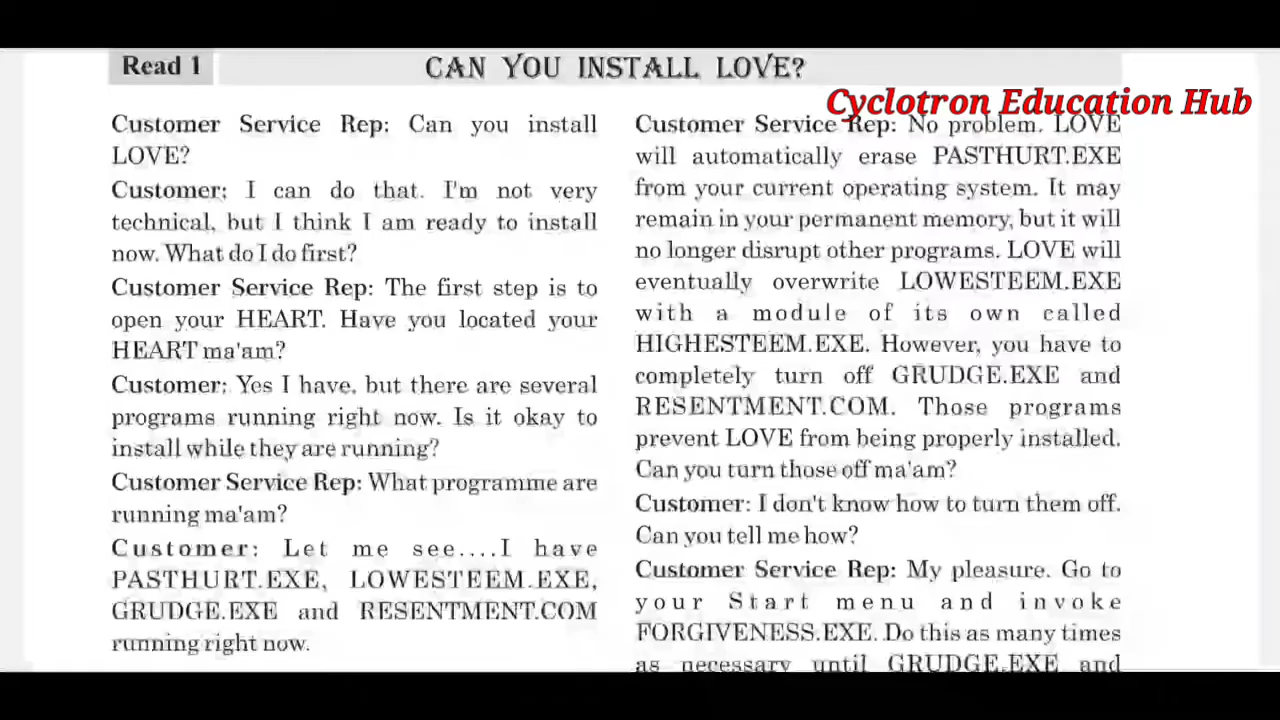 Read 1
CAN YOU INSTALL LOVE?
Cyclotron Education Hub
Customer Service Rep: Can you install
LOVE?
Customer: I can do that. I'm not very
technical, but I think I am ready to install
now. What do I do first?
Customer Service Rep: The first step is to
open your HEART. Have you located your
HEART ma'am?
Customer: Yes I have, but there are several
programs running right now. Is it okay to
install while they are running?
Customer Service Rep: What programme are
running ma'am?
Customer: Let me see....I have
PASTHURT.EXE, LOWESTEEM.EXE,
GRUDGE.EXE and RESENTMENT.COM
running right now.
Customer Service Rep: No problem. LOVE
will automatically erase PASTHURT.EXE
from your current operating system. It may
remain in your permanent memory, but it will
no longer disrupt other programs. LOVE will
eventually overwrite LOWESTEEM.EXE
with a module of its own called
HIGHESTEEM.EXE. However, you have to
completely turn off GRUDGE.EXE and
RESENTMENT.COM. Those programs
prevent LOVE from being properly installed.
Can you turn those off ma'am?
Customer: I don't know how to turn them off.
Can you tell me how?
Customer Service Rep: My pleasure. Go to
your Start menu and invoke
FORGIVENESS.EXE. Do this as many times
as necessary until GRUDGE.EXE and